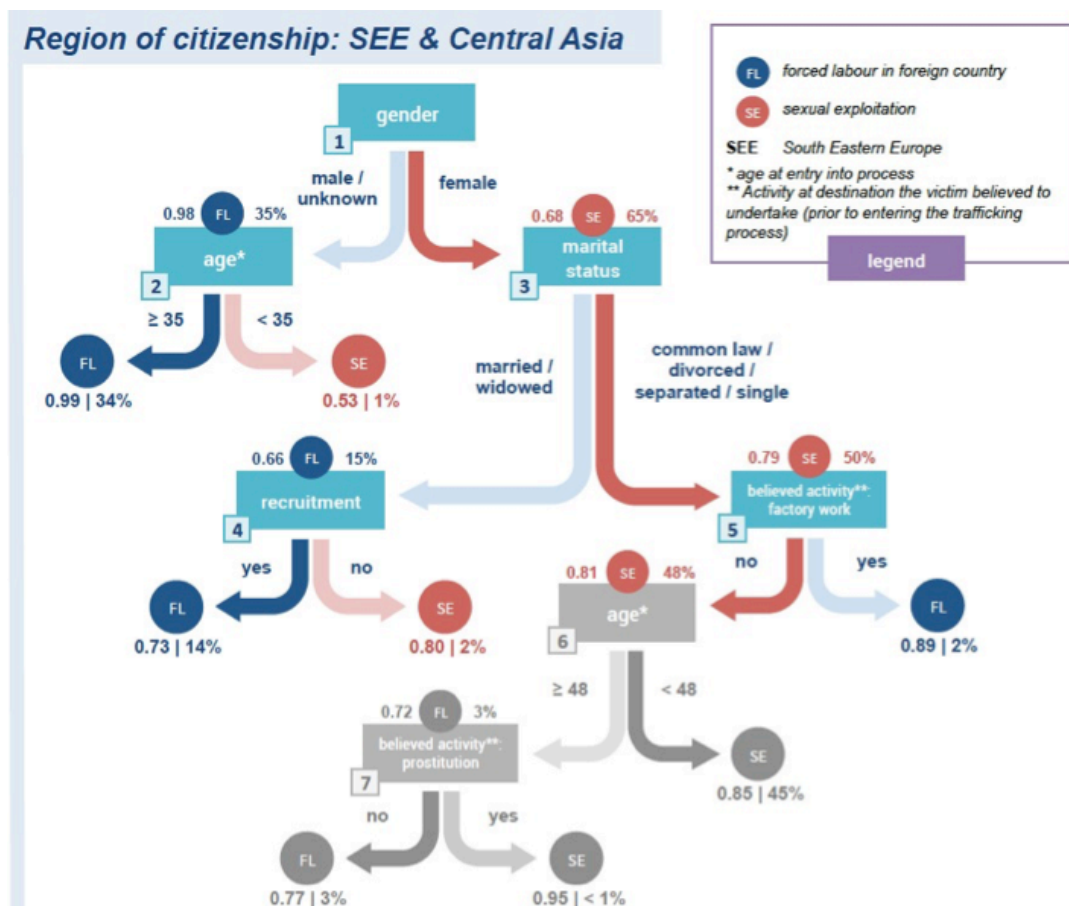 Region of citizenship: SEE & Central Asia
FL forced labour in foreign country
SE sexual exploitation
SEE South Eastern Europe
* age at entry into process
** Activity at destination the victim believed to
undertake (prior to entering the trafficking
process)
legend
gender
1
male /
unknown
female
0.98 FL 35%
age*
2
0.68 SE 65%
marital
status
3
≥ 35
< 35
FL
0.99 | 34%
SE
0.53 | 1%
married /
widowed
common law /
divorced /
separated / single
0.66 FL 15%
recruitment
4
0.79 SE 50%
believed activity**:
factory work
5
yes
no
FL
0.73 | 14%
SE
0.80 | 2%
no
yes
0.81 SE 48%
age*
6
FL
0.89 | 2%
≥ 48
< 48
0.72 FL 3%
believed activity**:
prostitution
7
SE
0.85 | 45%
no
yes
FL
0.77 | 3%
SE
0.95 | < 1%